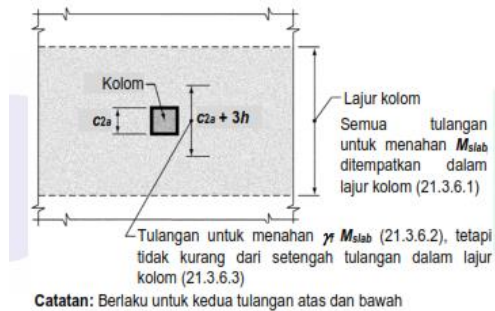 Kolom
c2a
c2a + 3h
Lajur kolom
Semua tulangan
untuk menahan Mslab
ditempatkan dalam
lajur kolom (21.3.6.1)
Tulangan untuk menahan γf Mslab (21.3.6.2), tetapi
tidak kurang dari setengah tulangan dalam lajur
kolom (21.3.6.3)
Catatan: Berlaku untuk kedua tulangan atas dan bawah